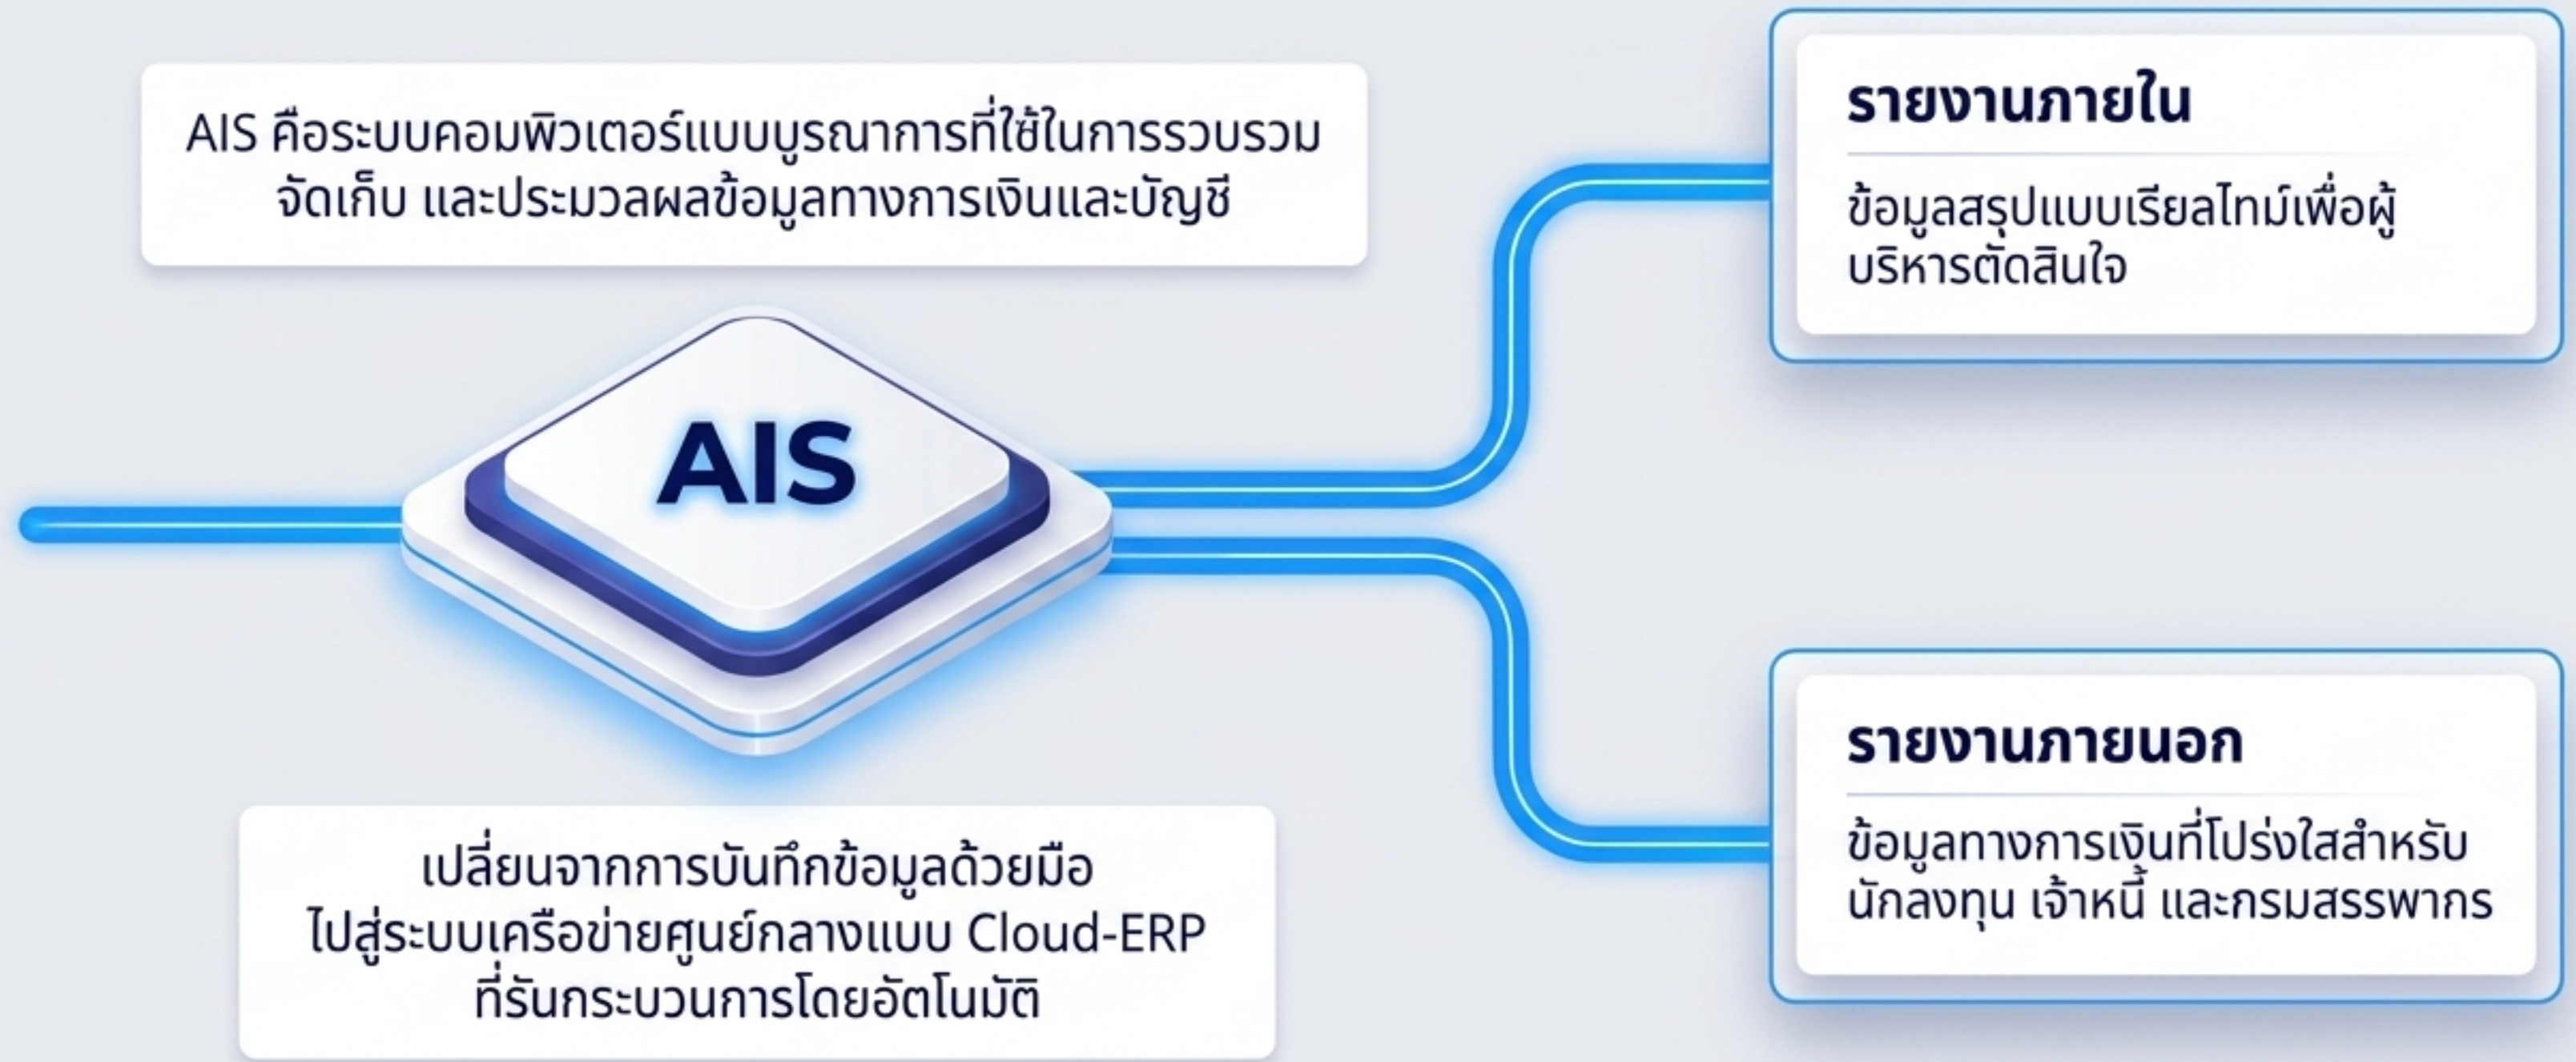 AIS คือระบบคอมพิวเตอร์แบบบูรณาการที่ใช้ในการรวบรวม
จัดเก็บ และประมวลผลข้อมูลทางการเงินและบัญชี
AIS
เปลี่ยนจากการบันทึกข้อมูลด้วยมือ
ไปสู่ระบบเครือข่ายศูนย์กลางแบบ Cloud-ERP
ที่รันกระบวนการโดยอัตโนมัติ
รายงานภายใน
ข้อมูลสรุปแบบเรียลไทม์เพื่อผู้
บริหารตัดสินใจ
รายงานภายนอก
ข้อมูลทางการเงินที่โปร่งใสสำหรับ
นักลงทุน เจ้าหนี้ และกรมสรรพากร